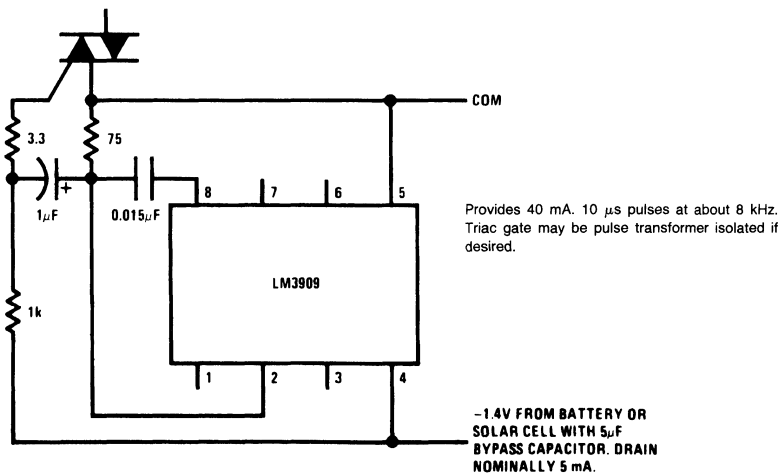 COM
3.3
75
1μF
+
0.015μF
8
7
6
5
Provides 40 mA. 10 μs pulses at about 8 kHz.
Triac gate may be pulse transformer isolated if
desired.
LM3909
1k
1
2
3
4
–1.4V FROM BATTERY OR
SOLAR CELL WITH 5μF
BYPASS CAPACITOR. DRAIN
NOMINALLY 5 mA.